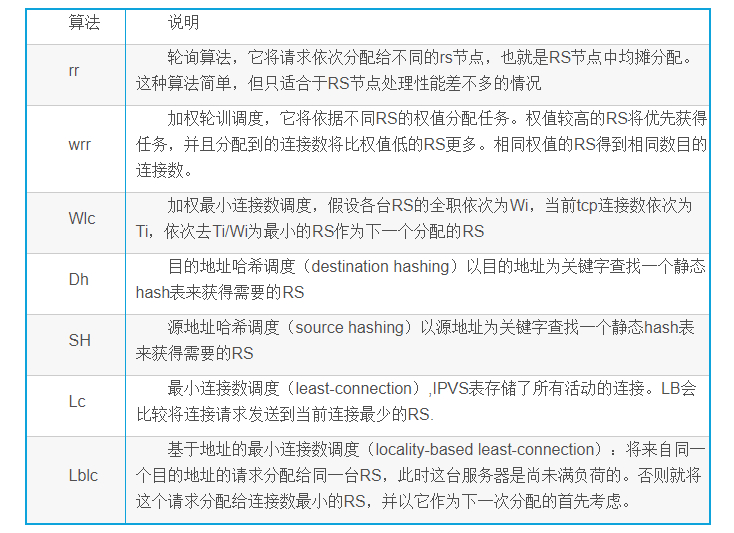 算法 说明
rr
轮询算法，它将请求依次分配给不同的rs节点，也就是RS节点中均摊分配。
这种算法简单，但只适合于RS节点处理性能差不多的情况
wrr
加权轮训调度，它将依据不同RS的权值分配任务。权值较高的RS将优先获得
任务，并且分配到的连接数将比权值低的RS更多。相同权值的RS得到相同数目的
连接数。
Wlc
加权最小连接数调度，假设各台RS的全职依次为Wi，当前tcp连接数依次为
Ti，依次去Ti/Wi为最小的RS作为下一个分配的RS
Dh
目的地址哈希调度（destination hashing）以目的地址为关键字查找一个静态
hash表来获得需要的RS
SH
源地址哈希调度（source hashing）以源地址为关键字查找一个静态hash表
来获得需要的RS
Lc
最小连接数调度（least-connection）,IPVS表存储了所有活动的连接。LB会
比较将连接请求发送到当前连接最少的RS.
Lblc
基于地址的最小连接数调度（locality-based least-connection）：将来自同一
个目的地址的请求分配给同一台RS，此时这台服务器是尚未满负荷的。否则就将
这个请求分配给连接数最小的RS，并以它作为下一次分配的首先考虑。